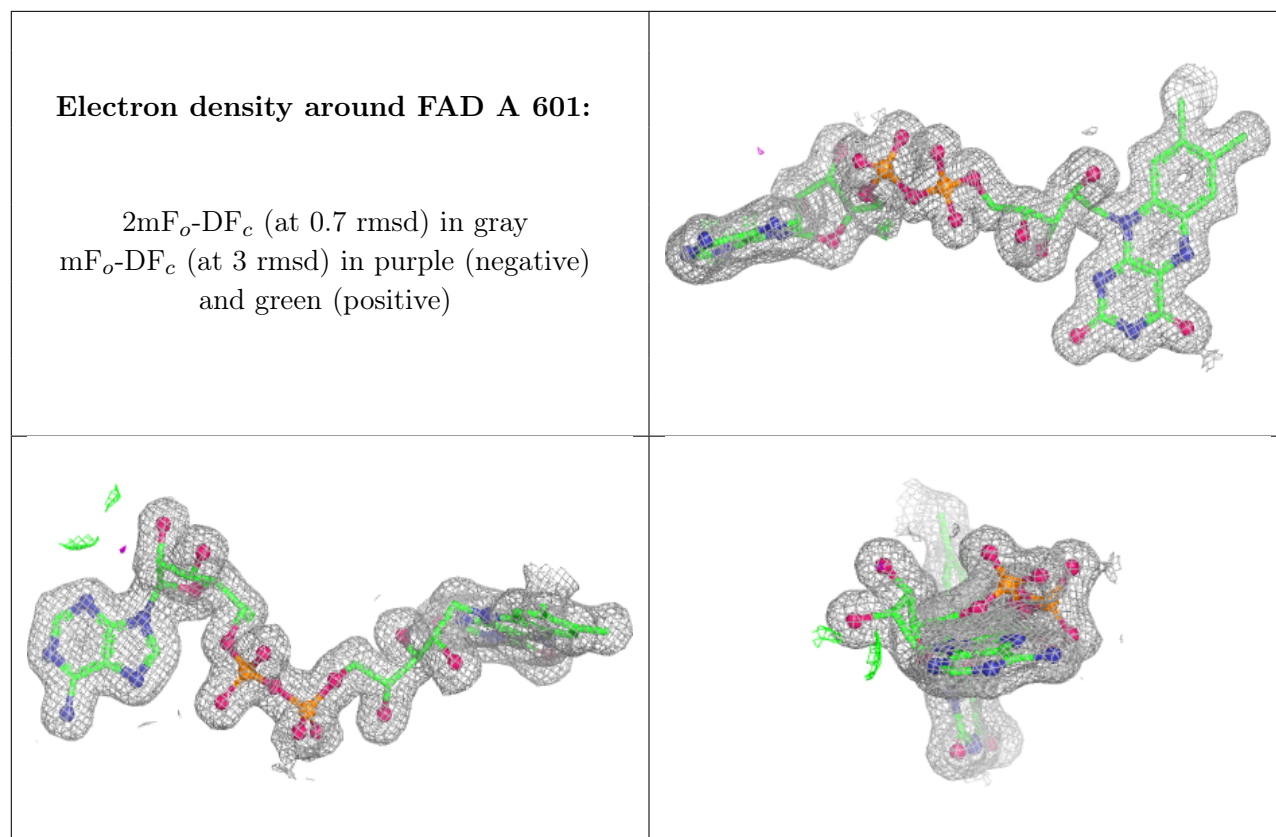 Electron density around FAD A 601:
2mFo-DFc (at 0.7 rmsd) in gray
mFo-DFc (at 3 rmsd) in purple (negative)
and green (positive)